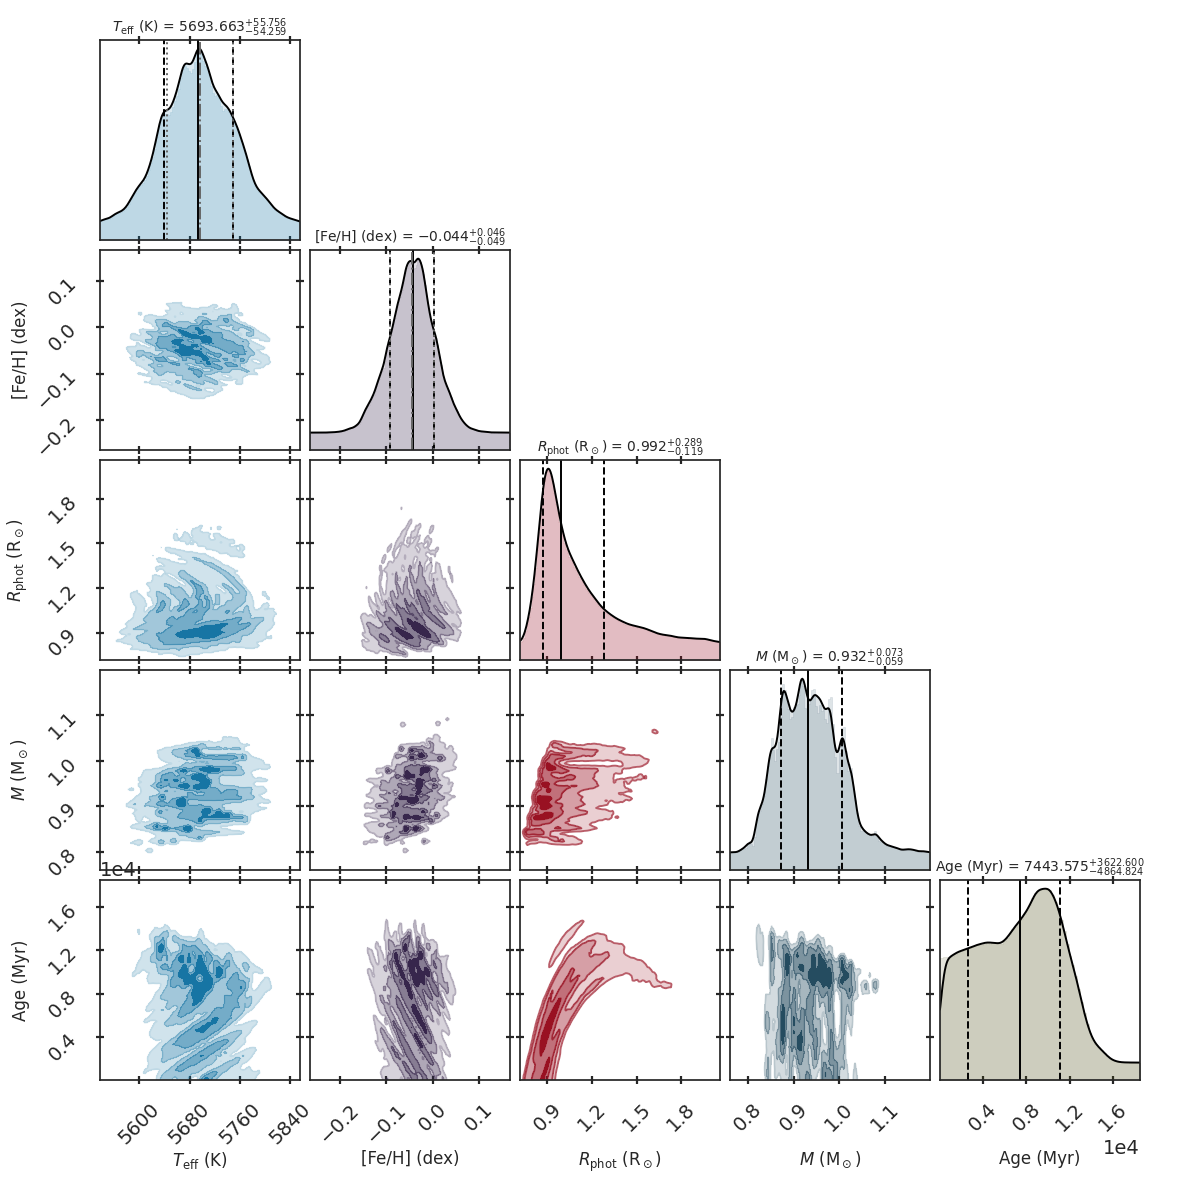 T_eff (K) = 5693.663 +55.756 −54.259
[Fe/H] (dex) = −0.044 +0.046 −0.049
[Fe/H] (dex)
0.1
0.0
−0.1
−0.2
R_phot (R⊙) = 0.992 +0.289 −0.119
R_phot (R⊙)
1.8
1.5
1.2
0.9
M (M⊙) = 0.932 +0.073 −0.059
M (M⊙)
1.1
1.0
0.9
0.8
1e4
Age (Myr) = 7443.575 +3622.600 −4864.824
Age (Myr)
1.6
1.2
0.8
0.4
5600 5680 5760 5840
−0.2 −0.1 0.0 0.1
0.9 1.2 1.5 1.8
0.8 0.9 1.0 1.1
0.4 0.8 1.2 1.6
1e4
T_eff (K)
[Fe/H] (dex)
R_phot (R⊙)
M (M⊙)
Age (Myr)